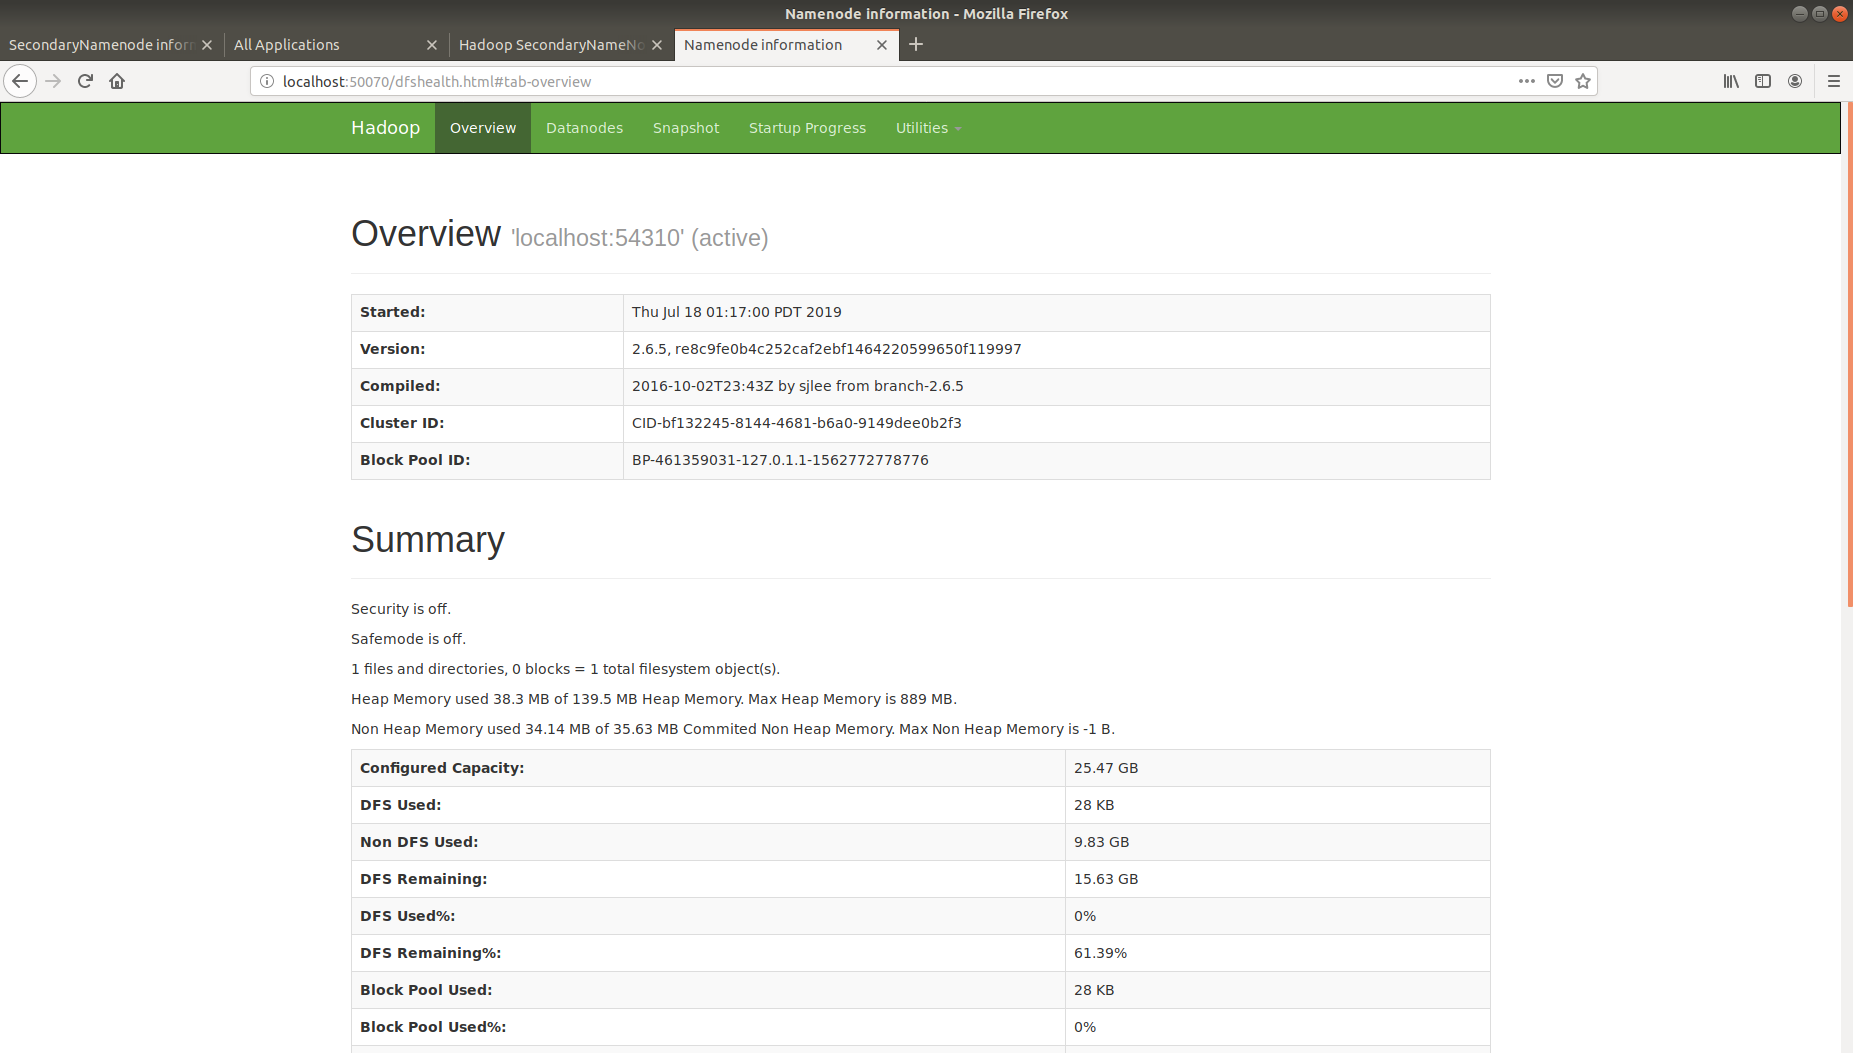 Namenode information - Mozilla Firefox
SecondaryNamenode infor All Applications Hadoop SecondaryNameNo Namenode information
localhost:50070/dfshealth.html#tab-overview
Hadoop Overview Datanodes Snapshot Startup Progress Utilities
Overview 'localhost:54310' (active)
Started: Thu Jul 18 01:17:00 PDT 2019
Version: 2.6.5, re8c9fe0b4c252caf2ebf1464220599650f119997
Compiled: 2016-10-02T23:43Z by sjlee from branch-2.6.5
Cluster ID: CID-bf132245-8144-4681-b6a0-9149dee0b2f3
Block Pool ID: BP-461359031-127.0.1.1-1562772778776
Summary
Security is off.
Safemode is off.
1 files and directories, 0 blocks = 1 total filesystem object(s).
Heap Memory used 38.3 MB of 139.5 MB Heap Memory. Max Heap Memory is 889 MB.
Non Heap Memory used 34.14 MB of 35.63 MB Commited Non Heap Memory. Max Non Heap Memory is -1 B.
Configured Capacity: 25.47 GB
DFS Used: 28 KB
Non DFS Used: 9.83 GB
DFS Remaining: 15.63 GB
DFS Used%: 0%
DFS Remaining%: 61.39%
Block Pool Used: 28 KB
Block Pool Used%: 0%